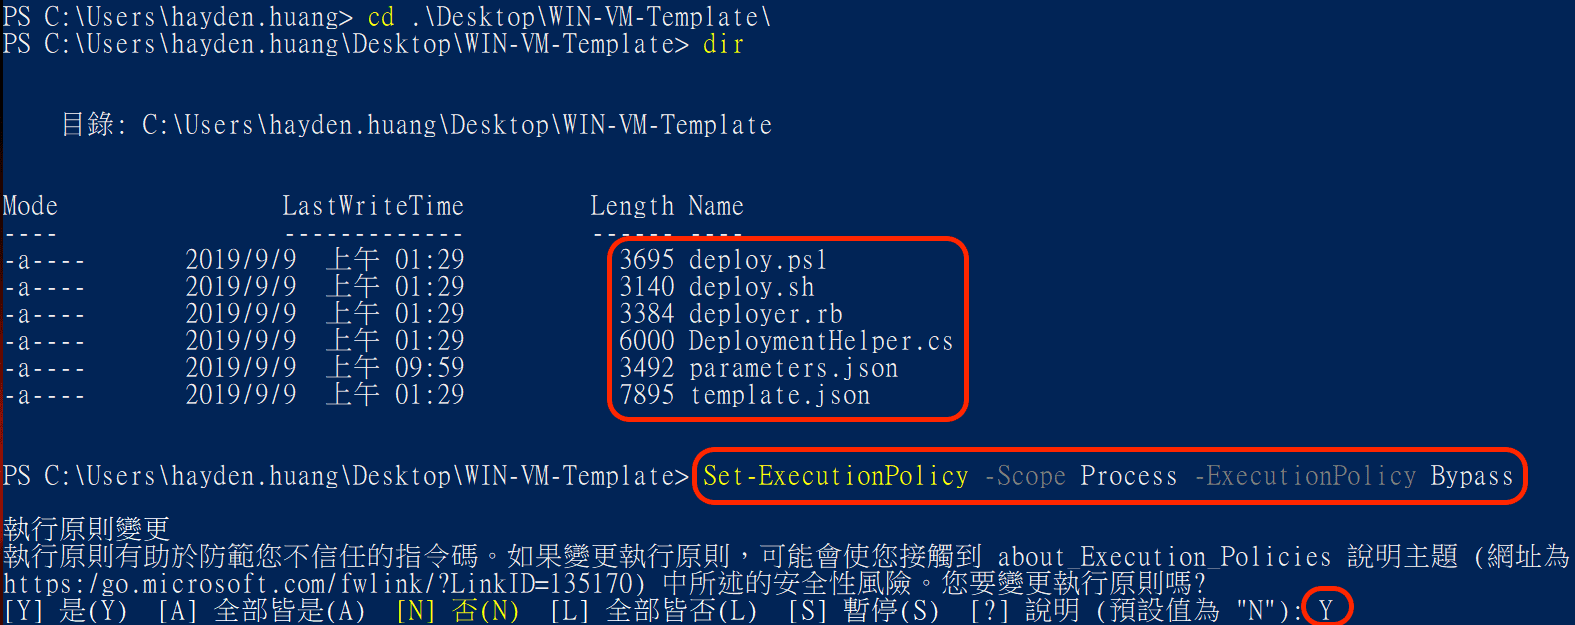 PS C:\Users\hayden.huang> cd .\Desktop\WIN-VM-Template\
PS C:\Users\hayden.huang\Desktop\WIN-VM-Template> dir
目錄: C:\Users\hayden.huang\Desktop\WIN-VM-Template
Mode LastWriteTime Length Name
---- ------------- ------ ----
-a---- 2019/9/9 上午 01:29 3695 deploy.ps1
-a---- 2019/9/9 上午 01:29 3140 deploy.sh
-a---- 2019/9/9 上午 01:29 3384 deployer.rb
-a---- 2019/9/9 上午 01:29 6000 DeploymentHelper.cs
-a---- 2019/9/9 上午 09:59 3492 parameters.json
-a---- 2019/9/9 上午 01:29 7895 template.json
PS C:\Users\hayden.huang\Desktop\WIN-VM-Template> Set-ExecutionPolicy -Scope Process -ExecutionPolicy Bypass
執行原則變更
執行原則有助於防範您不信任的指令碼。如果變更執行原則，可能會使您接觸到 about_Execution_Policies 說明主題 (網址為
https:/go.microsoft.com/fwlink/?LinkID=135170) 中所述的安全性風險。您要變更執行原則嗎?
[Y] 是(Y) [A] 全部皆是(A) [N] 否(N) [L] 全部皆否(L) [S] 暫停(S) [?] 說明 (預設值為 "N"): Y